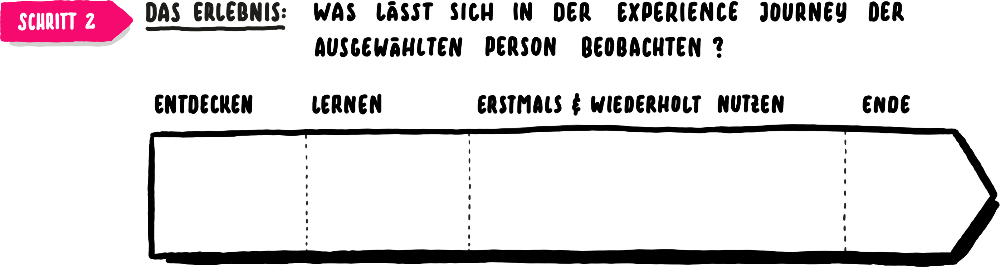 SCHRITT 2
DAS ERLEBNIS: WAS LÄSST SICH IN DER EXPERIENCE JOURNEY DER
AUSGEWÄHLTEN PERSON BEOBACHTEN ?
ENTDECKEN LERNEN ERSTMALS & WIEDERHOLT NUTZEN ENDE